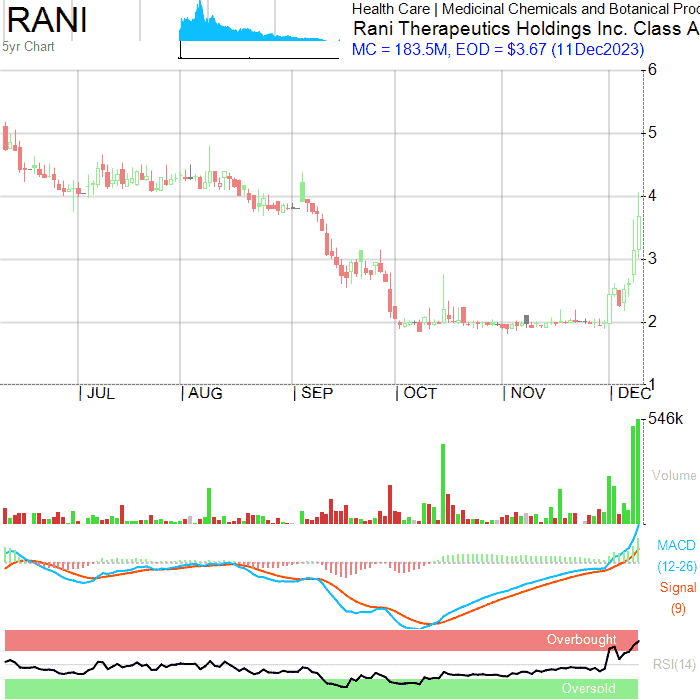 RANI
5yr Chart
Health Care | Medicinal Chemicals and Botanical Proc
Rani Therapeutics Holdings Inc. Class A
MC = 183.5M, EOD = $3.67 (11Dec2023)
6
5
4
3
2
1
| JUL | AUG | SEP | OCT | NOV | DEC
546k
Volume
MACD
(12-26)
Signal
(9)
Overbought
RSI(14)
Oversold